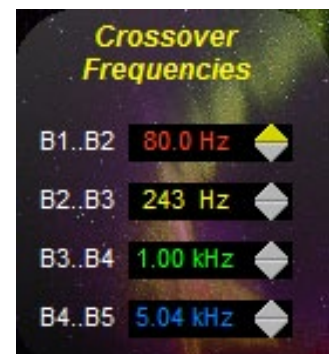 Crossover
Frequencies
B1..B2 80.0 Hz
B2..B3 243 Hz
B3..B4 1.00 kHz
B4..B5 5.04 kHz